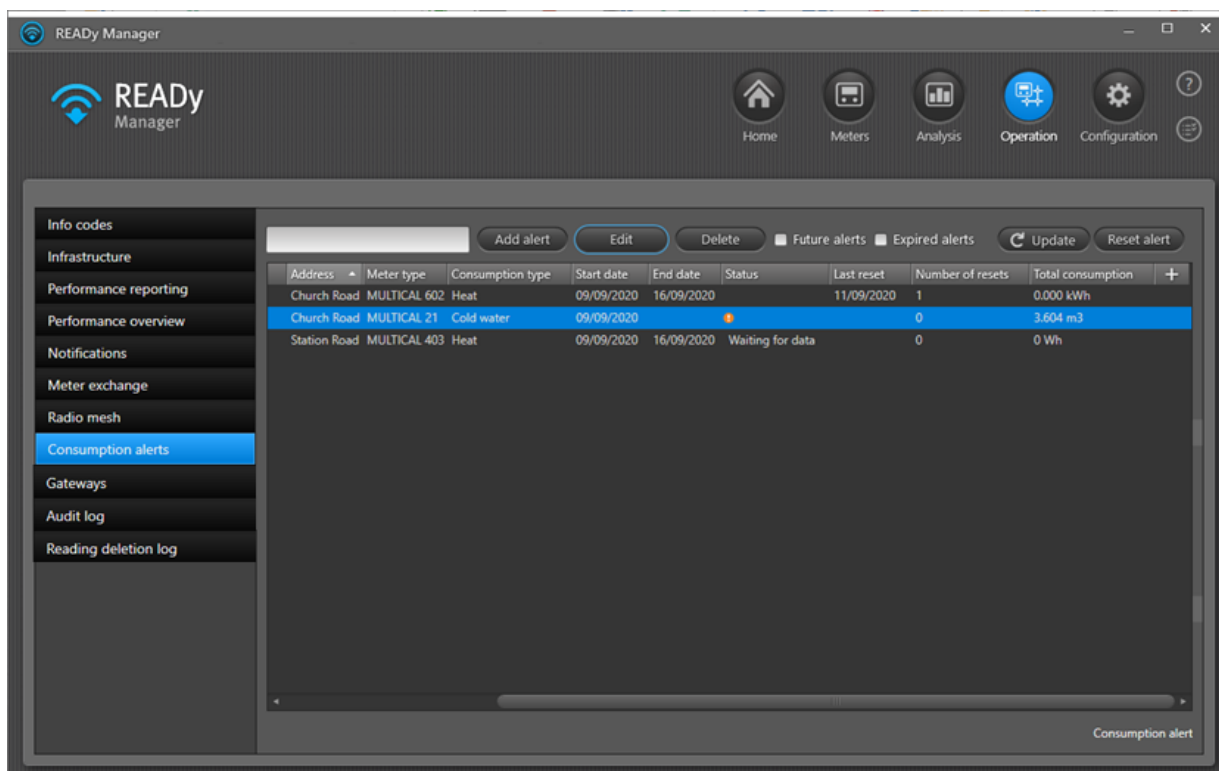 READy Manager
READy
Manager
Home Meters Analysis Operation Configuration
Info codes
Infrastructure
Performance reporting
Performance overview
Notifications
Meter exchange
Radio mesh
Consumption alerts
Gateways
Audit log
Reading deletion log
Add alert Edit Delete Future alerts Expired alerts Update Reset alert
Address Meter type Consumption type Start date End date Status Last reset Number of resets Total consumption +
Church Road MULTICAL 602 Heat 09/09/2020 16/09/2020 11/09/2020 1 0.000 kWh
Church Road MULTICAL 21 Cold water 09/09/2020 0 3.604 m3
Station Road MULTICAL 403 Heat 09/09/2020 16/09/2020 Waiting for data 0 0 Wh
Consumption alert